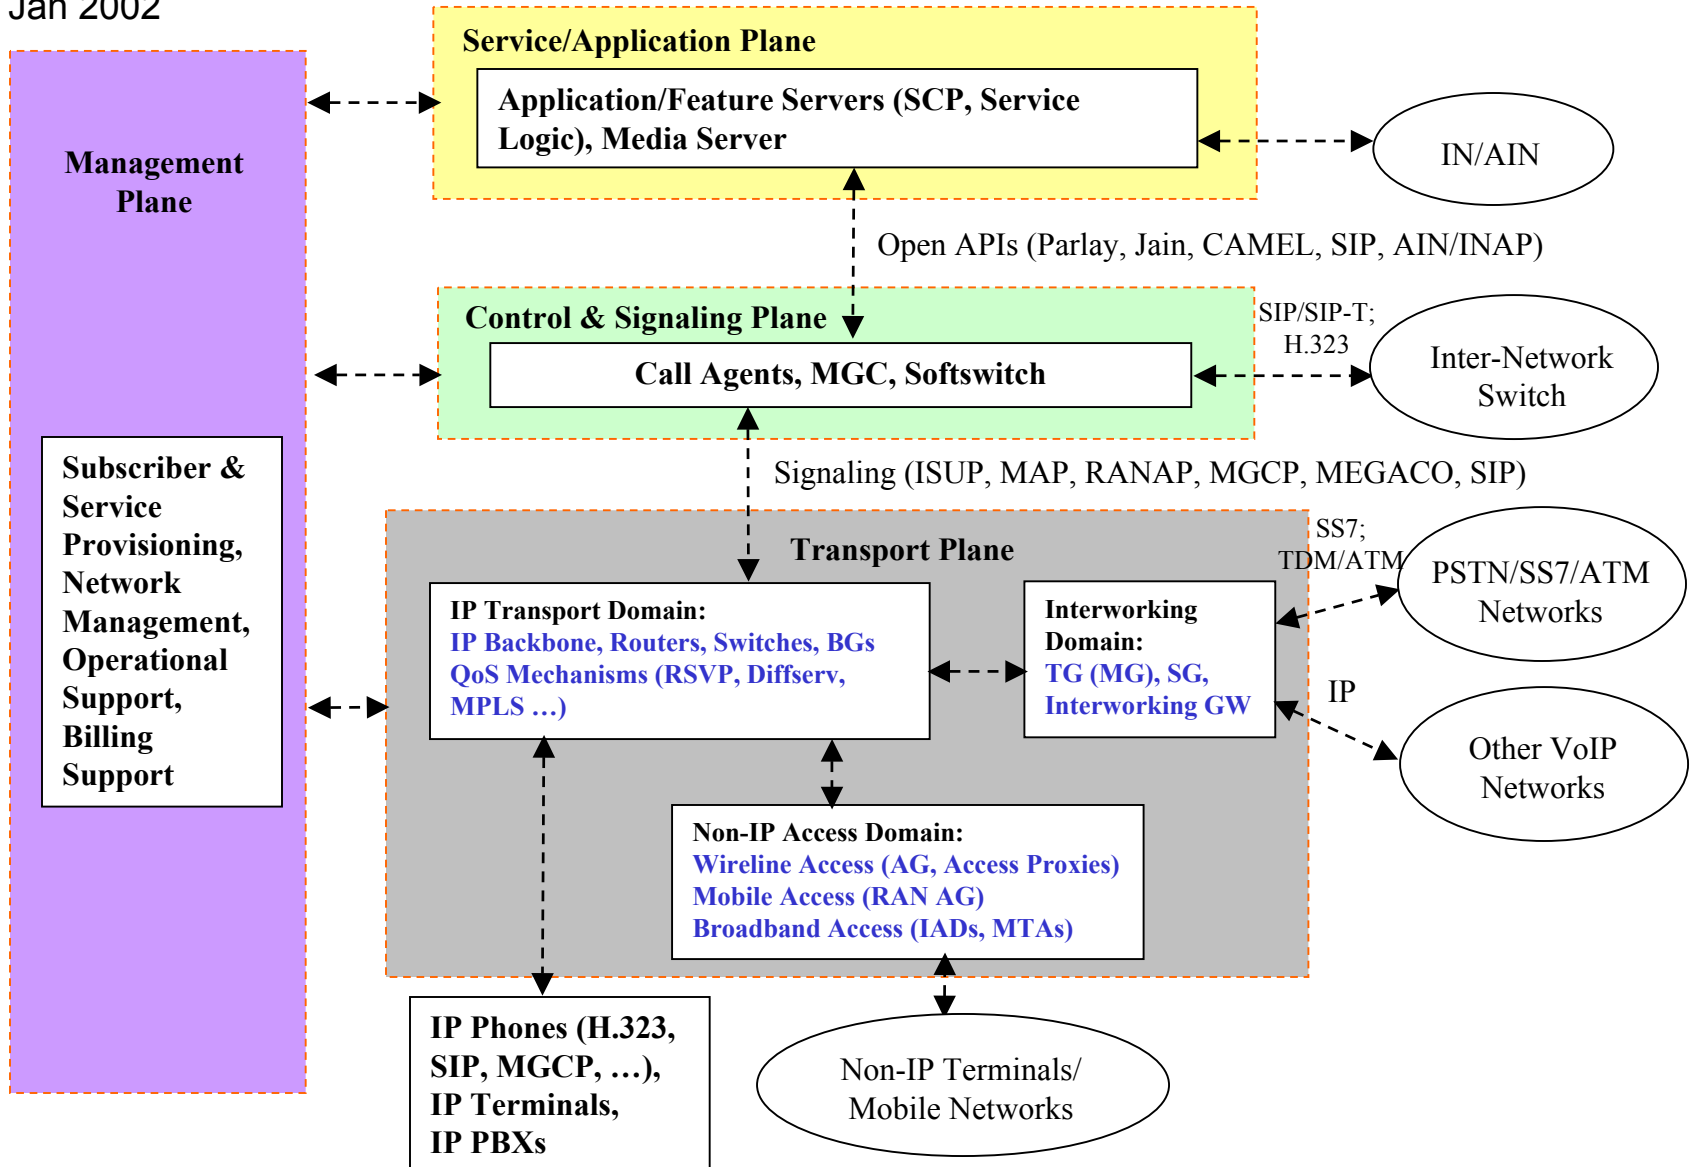 Jan 2002
Service/Application Plane
Application/Feature Servers (SCP, Service
Logic), Media Server
IN/AIN
Management
Plane
Open APIs (Parlay, Jain, CAMEL, SIP, AIN/INAP)
Control & Signaling Plane
Call Agents, MGC, Softswitch
SIP/SIP-T;
H.323
Inter-Network
Switch
Subscriber &
Service
Provisioning,
Network
Management,
Operational
Support,
Billing
Support
Signaling (ISUP, MAP, RANAP, MGCP, MEGACO, SIP)
Transport Plane
SS7;
TDM/ATM
PSTN/SS7/ATM
Networks
IP Transport Domain:
IP Backbone, Routers, Switches, BGs
QoS Mechanisms (RSVP, Diffserv,
MPLS …)
Interworking
Domain:
TG (MG), SG,
Interworking GW
IP
Other VoIP
Networks
Non-IP Access Domain:
Wireline Access (AG, Access Proxies)
Mobile Access (RAN AG)
Broadband Access (IADs, MTAs)
IP Phones (H.323,
SIP, MGCP, …),
IP Terminals,
IP PBXs
Non-IP Terminals/
Mobile Networks